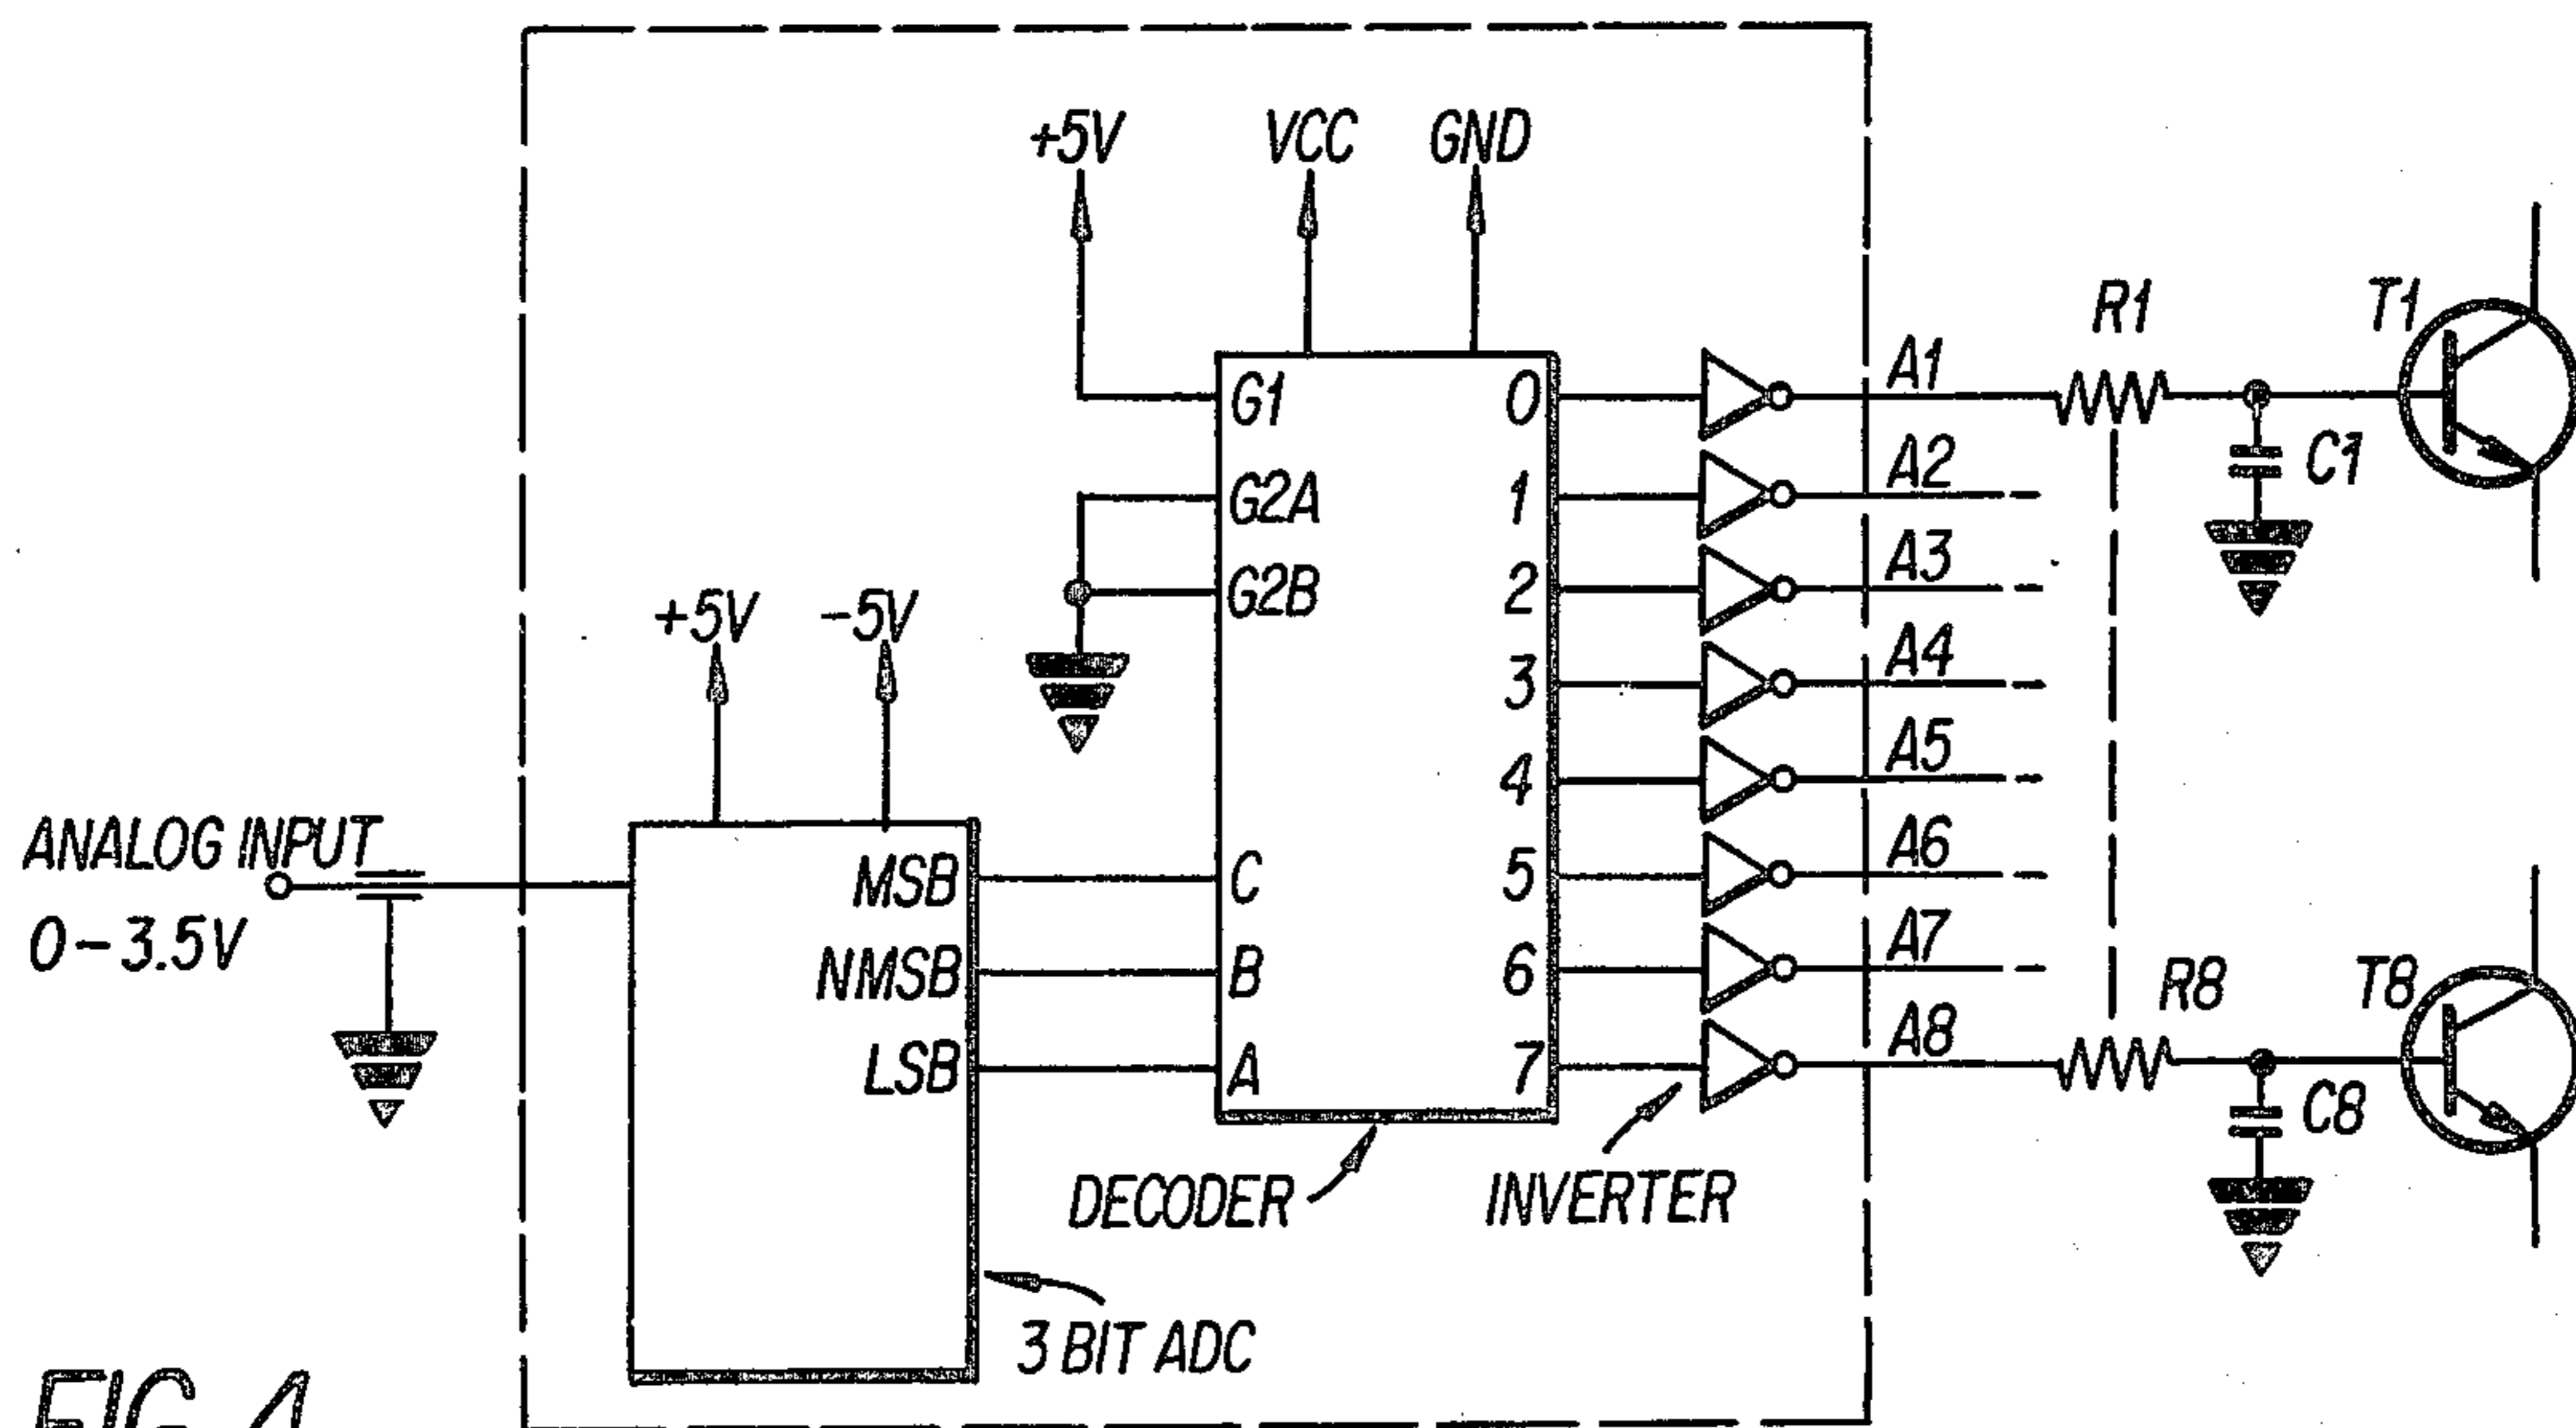 +5V VCC GND
G1
G2A
G2B
C
B
A
0
1
2
3
4
5
6
7
A1
A2
A3
A4
A5
A6
A7
A8
R1
C1
T1
R8
C8
T8
+5V -5V
ANALOG INPUT
0-3.5V
MSB
NMSB
LSB
DECODER
INVERTER
3 BIT ADC
FIG. 4